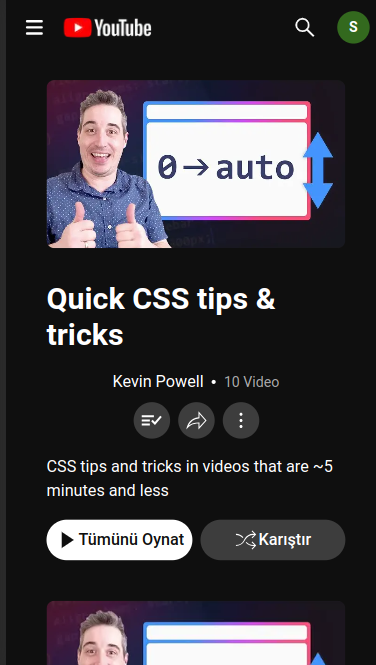 YouTube
S
0→auto
Quick CSS tips &
tricks
Kevin Powell • 10 Video
CSS tips and tricks in videos that are ~5
minutes and less
Tümünü Oynat
Karıştır